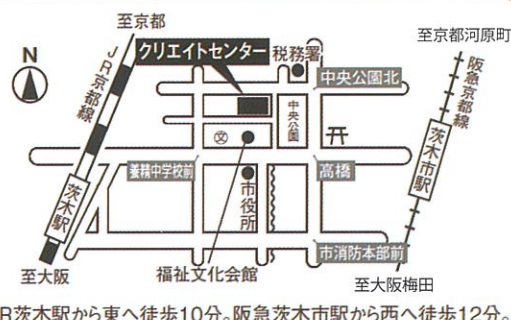 至京都
至京都河原町
N
クリエイトセンター
税務署
中央公園北
JR京都線
阪急京都線
中央公園
文
茨木市駅
養精中学校前
高橋
茨木駅
市役所
市消防本部前
至大阪
福祉文化会館
至大阪梅田
R茨木駅から東へ徒歩10分。阪急茨木市駅から西へ徒歩12分。